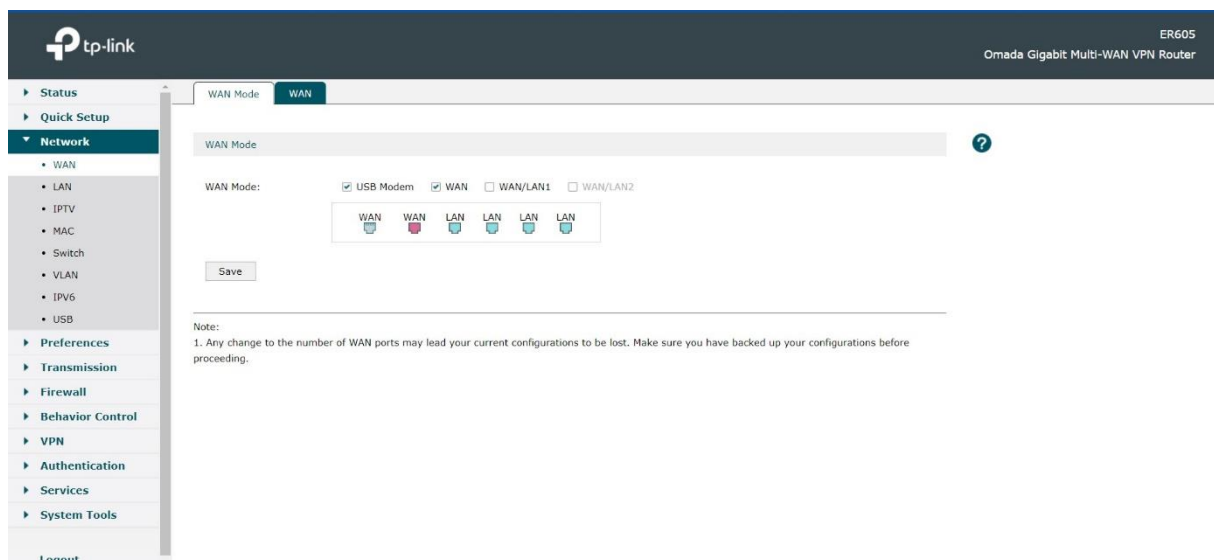 tp-link
ER605
Omada Gigabit Multi-WAN VPN Router
Status
Quick Setup
Network
WAN
LAN
IPTV
MAC
Switch
VLAN
IPV6
USB
Preferences
Transmission
Firewall
Behavior Control
VPN
Authentication
Services
System Tools
Logout
WAN Mode WAN
WAN Mode
?
WAN Mode: USB Modem WAN WAN/LAN1 WAN/LAN2
WAN WAN LAN LAN LAN LAN
Save
Note:
1. Any change to the number of WAN ports may lead your current configurations to be lost. Make sure you have backed up your configurations before
proceeding.